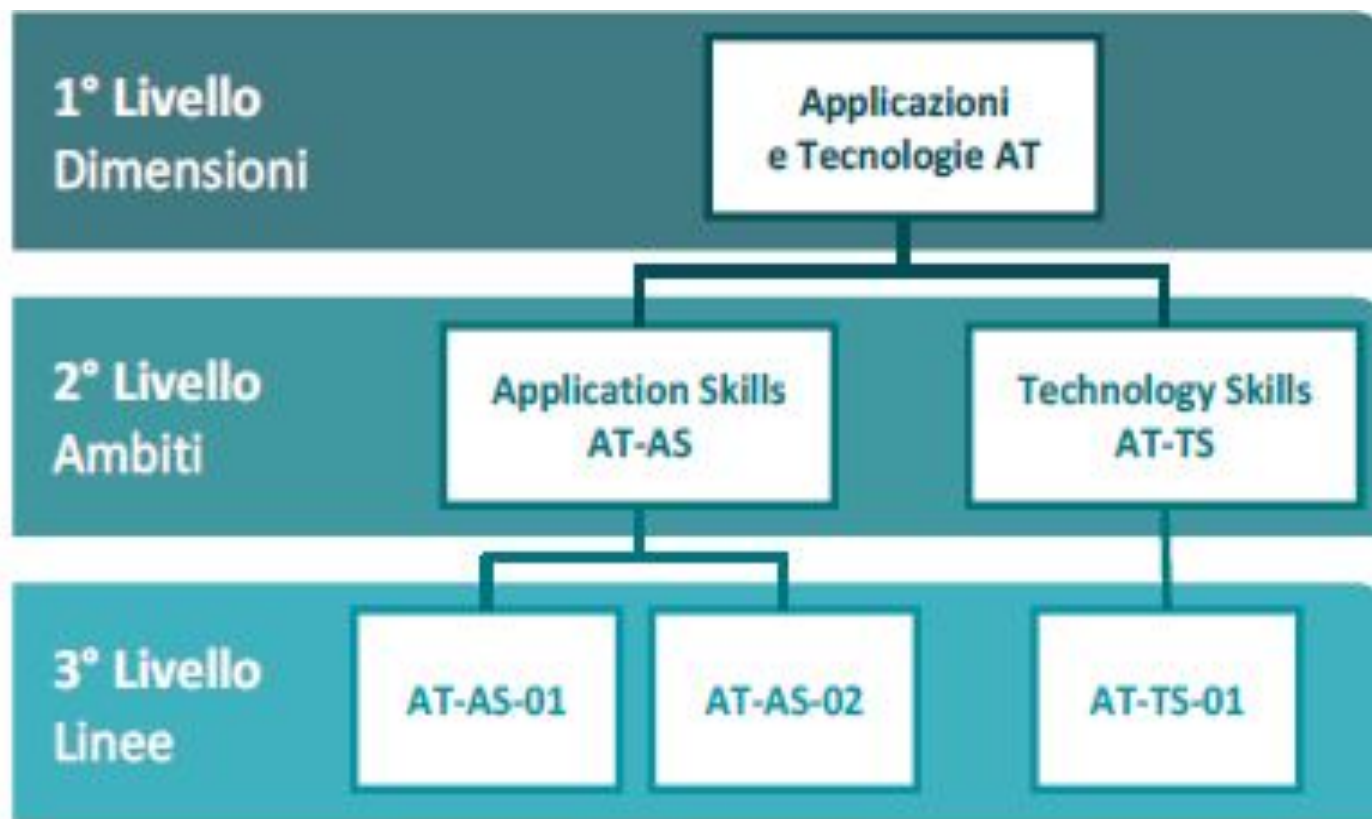 1° Livello
Dimensioni
Applicazioni
e Tecnologie AT
2° Livello
Ambiti
Application Skills
AT-AS
Technology Skills
AT-TS
3° Livello
Linee
AT-AS-01
AT-AS-02
AT-TS-01